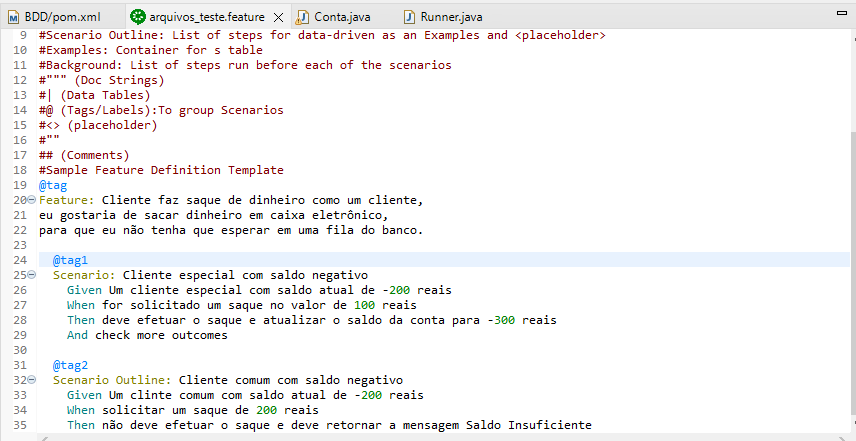 BDD/pom.xml arquivos_teste.feature Conta.java Runner.java
9 #Scenario Outline: List of steps for data-driven as an Examples and <placeholder>
10 #Examples: Container for s table
11 #Background: List of steps run before each of the scenarios
12 #""" (Doc Strings)
13 #| (Data Tables)
14 #@ (Tags/Labels):To group Scenarios
15 #<> (placeholder)
16 #""
17 ## (Comments)
18 #Sample Feature Definition Template
19 @tag
20 Feature: Cliente faz saque de dinheiro como um cliente,
21 eu gostaria de sacar dinheiro em caixa eletrônico,
22 para que eu não tenha que esperar em uma fila do banco.
23
24 @tag1
25 Scenario: Cliente especial com saldo negativo
26 Given Um cliente especial com saldo atual de -200 reais
27 When for solicitado um saque no valor de 100 reais
28 Then deve efetuar o saque e atualizar o saldo da conta para -300 reais
29 And check more outcomes
30
31 @tag2
32 Scenario Outline: Cliente comum com saldo negativo
33 Given Um clinte comum com saldo atual de -200 reais
34 When solicitar um saque de 200 reais
35 Then não deve efetuar o saque e deve retornar a mensagem Saldo Insuficiente